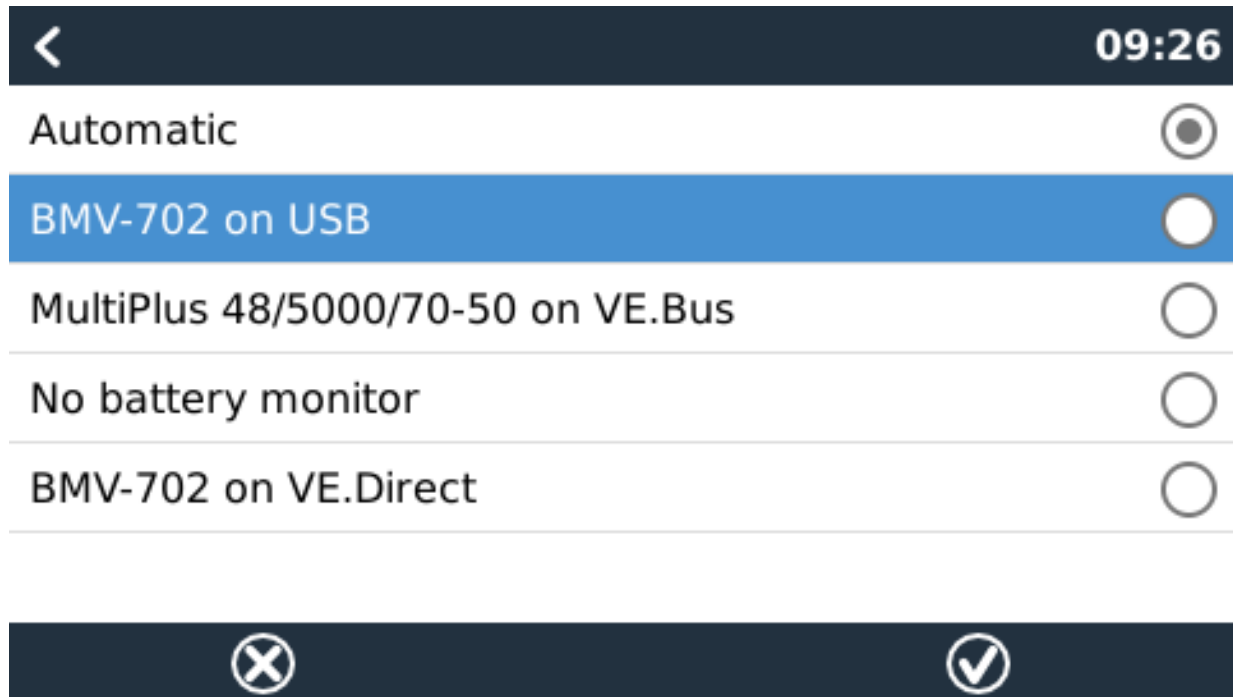 09:26
Automatic
BMV-702 on USB
MultiPlus 48/5000/70-50 on VE.Bus
No battery monitor
BMV-702 on VE.Direct